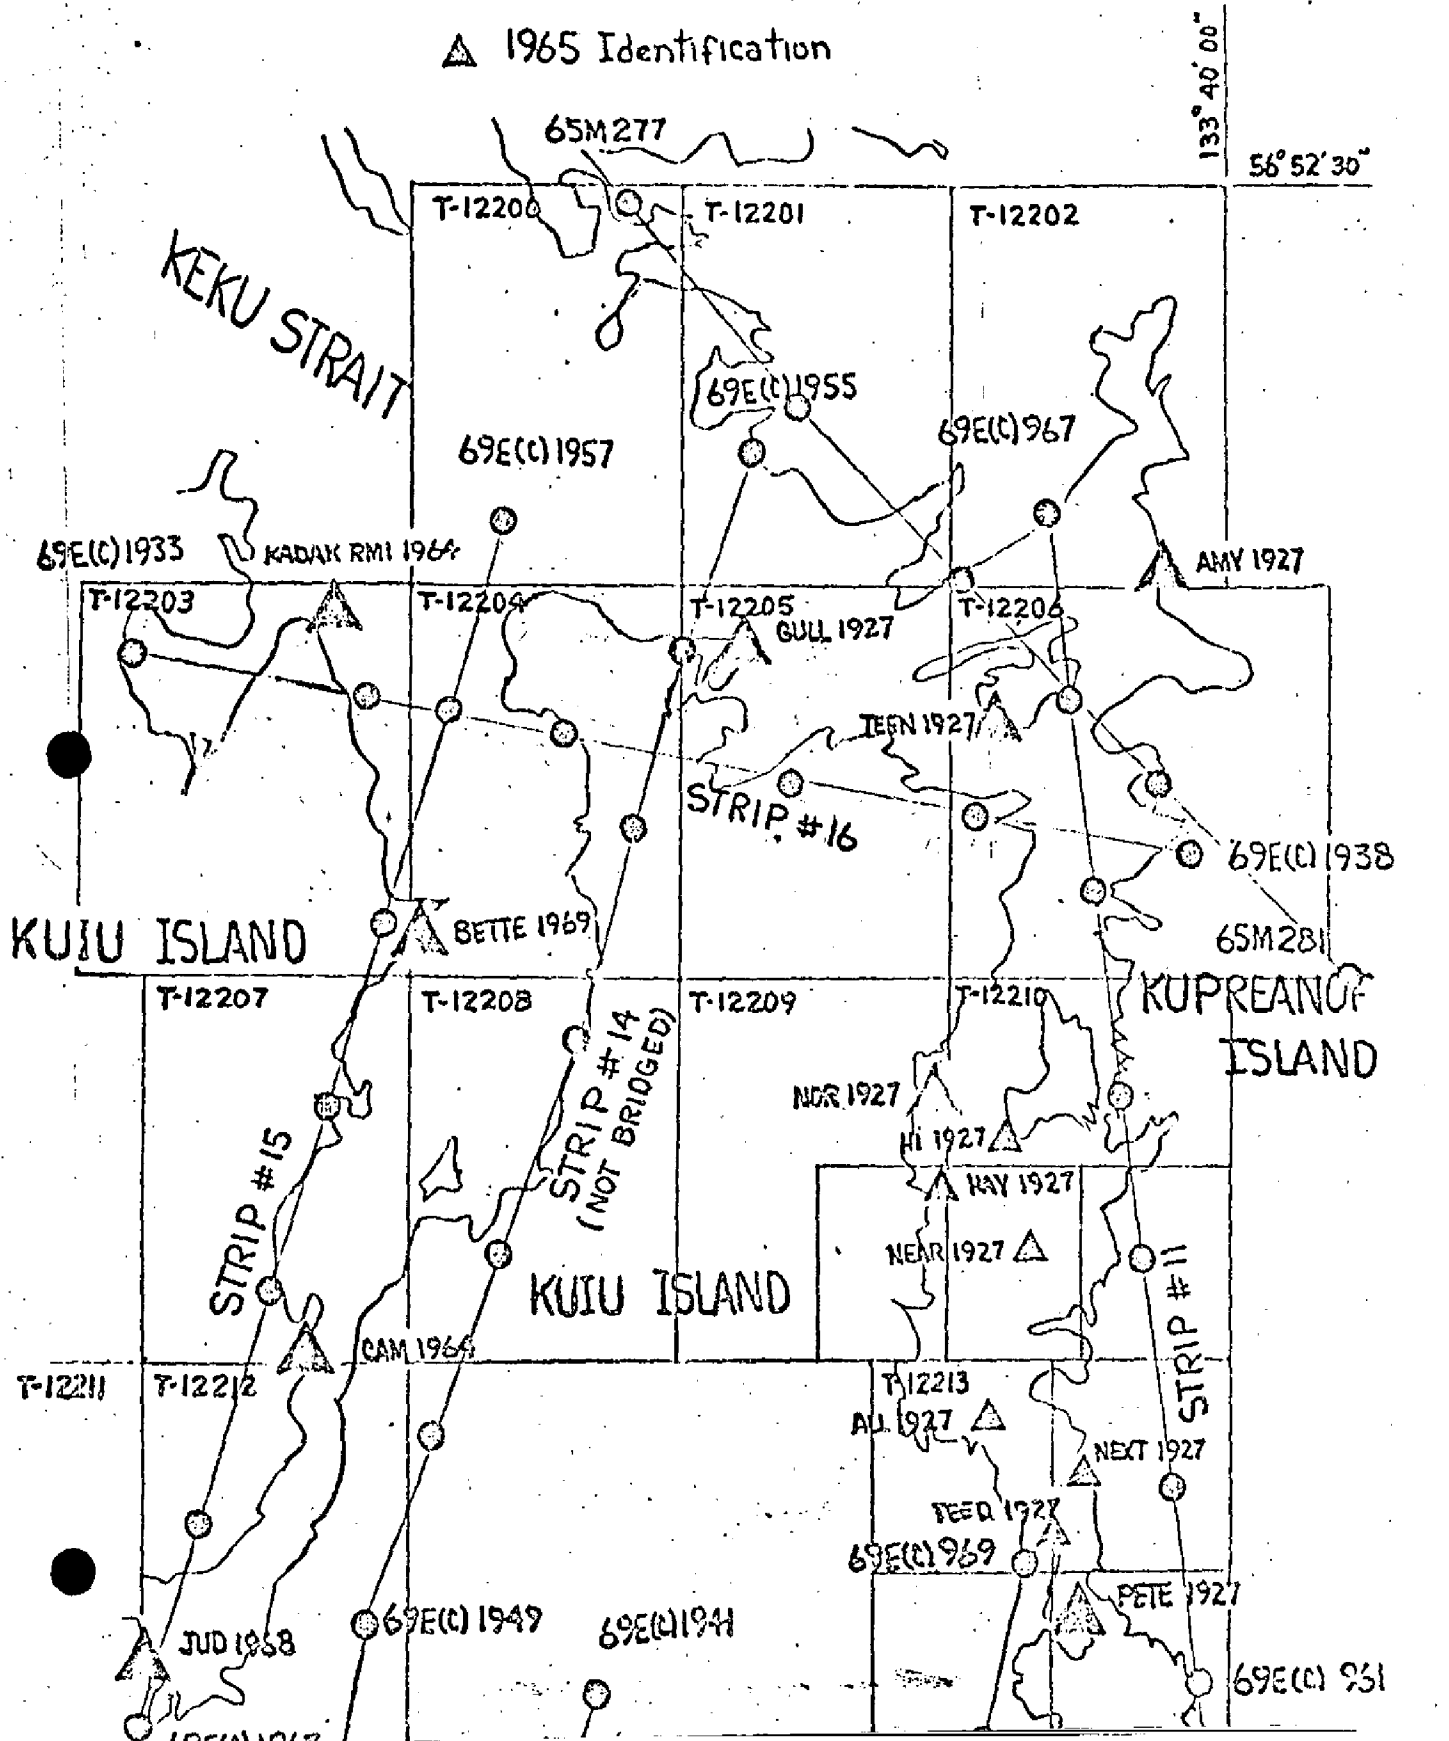 1965 Identification
133° 40' 00"
56° 52' 30"
65M277
T-12200
T-12201
T-12202
KEKU STRAIT
69E(C)1955
69E(C)967
69E(C)1957
69E(C)1933
KADAK RM1 1964
AMY 1927
T-12203
T-12204
T-12205
T-12206
GULL 1927
TEEN 1927
STRIP #16
69E(C)1938
KUIU ISLAND
BETTE 1969
65M281
T-12207
T-12208
T-12209
T-12210
KUPREANOF
ISLAND
STRIP #14
(NOT BRIDGED)
NOR 1927
HI 1927
STRIP #15
HAY 1927
NEAR 1927
KUIU ISLAND
STRIP #11
CAM 1964
T-12211
T-12212
T-12213
1927
NEXT 1927
1927
69E(C)969
PETE 1927
69E(C)1949
69E(C)1941
JUD 1968
69E(C) 961